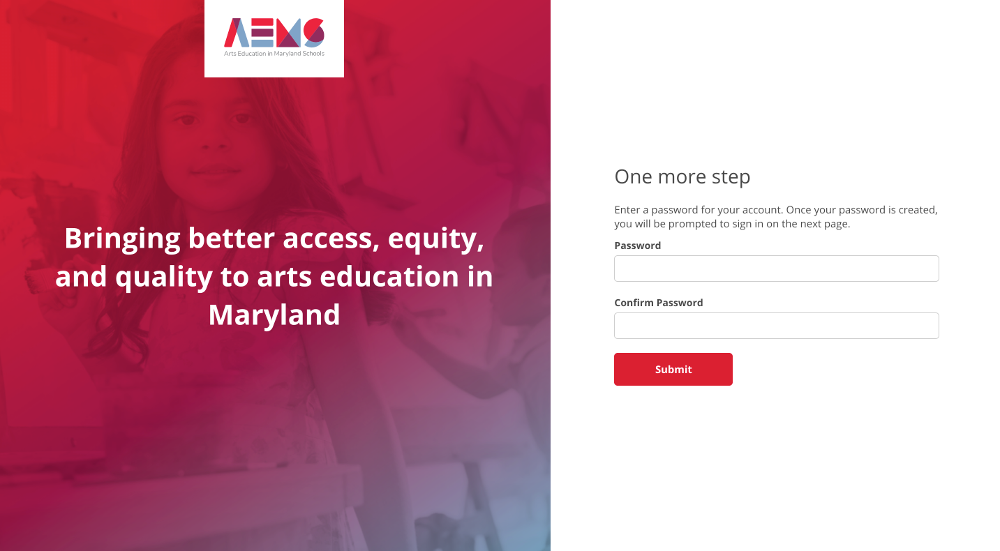 AEMS
Arts Education in Maryland Schools
Bringing better access, equity,
and quality to arts education in
Maryland
One more step
Enter a password for your account. Once your password is created,
you will be prompted to sign in on the next page.
Password
Confirm Password
Submit